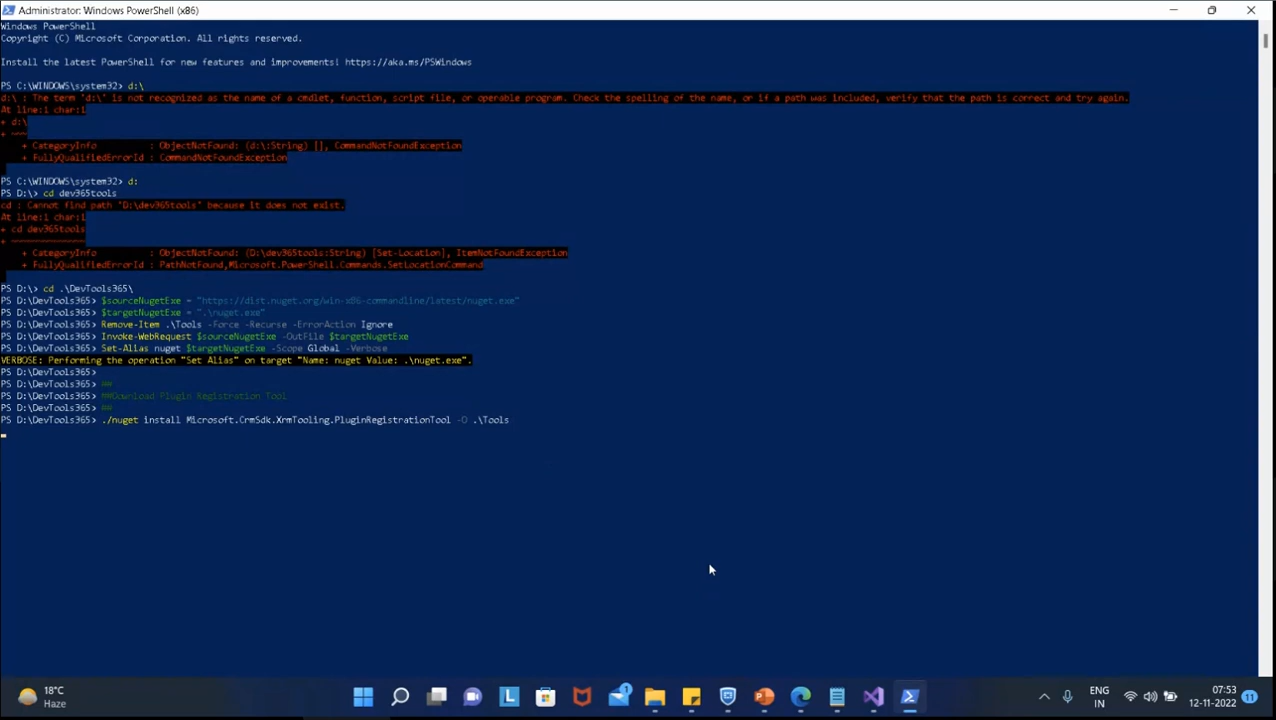 Administrator: Windows PowerShell (x86)
Windows PowerShell
Copyright (C) Microsoft Corporation. All rights reserved.
Install the latest PowerShell for new features and improvements! https://aka.ms/PSWindows
PS C:\WINDOWS\system32> d:\
d:\ : The term 'd:\' is not recognized as the name of a cmdlet, function, script file, or operable program. Check the spelling of the name, or if a path was included, verify that the path is correct and try again.
At line:1 char:1
+ d:\
+ ~~~
+ CategoryInfo : ObjectNotFound: (d:\:String) [], CommandNotFoundException
+ FullyQualifiedErrorId : CommandNotFoundException
PS C:\WINDOWS\system32> d:
PS D:\> cd dev365tools
cd : Cannot find path 'D:\dev365tools' because it does not exist.
At line:1 char:1
+ cd dev365tools
+ ~~~~~~~~~~~~~~
+ CategoryInfo : ObjectNotFound: (D:\dev365tools:String) [Set-Location], ItemNotFoundException
+ FullyQualifiedErrorId : PathNotFound,Microsoft.PowerShell.Commands.SetLocationCommand
PS D:\> cd .\DevTools365\
PS D:\DevTools365> $sourceNugetExe = "https://dist.nuget.org/win-x86-commandline/latest/nuget.exe"
PS D:\DevTools365> $targetNugetExe = ".\nuget.exe"
PS D:\DevTools365> Remove-Item .\Tools -Force -Recurse -ErrorAction Ignore
PS D:\DevTools365> Invoke-WebRequest $sourceNugetExe -OutFile $targetNugetExe
PS D:\DevTools365> Set-Alias nuget $targetNugetExe -Scope Global -Verbose
VERBOSE: Performing the operation "Set Alias" on target "Name: nuget Value: .\nuget.exe".
PS D:\DevTools365>
PS D:\DevTools365> ##
PS D:\DevTools365> ##Download Plugin Registration Tool
PS D:\DevTools365> ##
PS D:\DevTools365> ./nuget install Microsoft.CrmSdk.XrmTooling.PluginRegistrationTool -O .\Tools
18°C
Haze
L
1
ENG
IN
07:53
12-11-2022
11